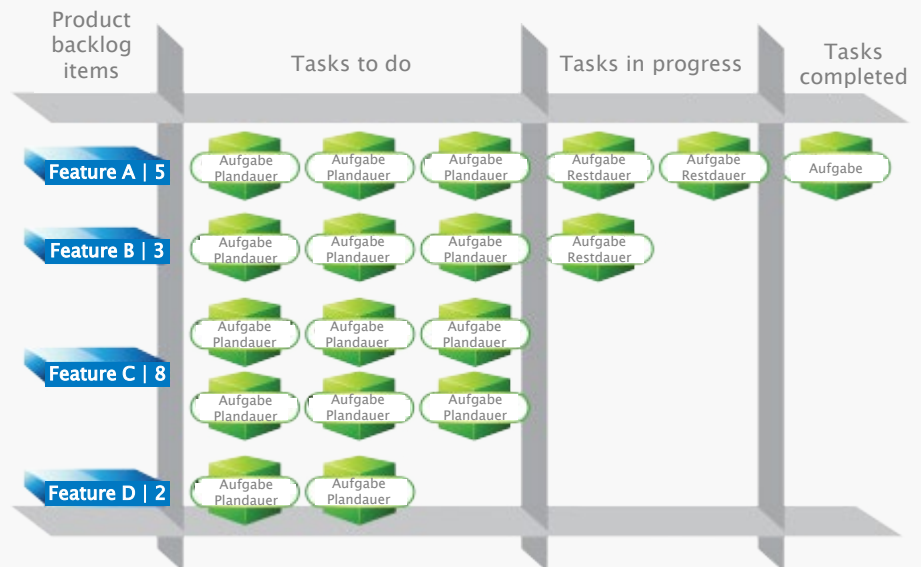 Product
backlog
items
Tasks to do
Tasks in progress
Tasks
completed
Feature A | 5
Aufgabe
Plandauer
Aufgabe
Plandauer
Aufgabe
Plandauer
Aufgabe
Restdauer
Aufgabe
Restdauer
Aufgabe
Feature B | 3
Aufgabe
Plandauer
Aufgabe
Plandauer
Aufgabe
Plandauer
Aufgabe
Restdauer
Feature C | 8
Aufgabe
Plandauer
Aufgabe
Plandauer
Aufgabe
Plandauer
Aufgabe
Plandauer
Aufgabe
Plandauer
Aufgabe
Plandauer
Feature D | 2
Aufgabe
Plandauer
Aufgabe
Plandauer